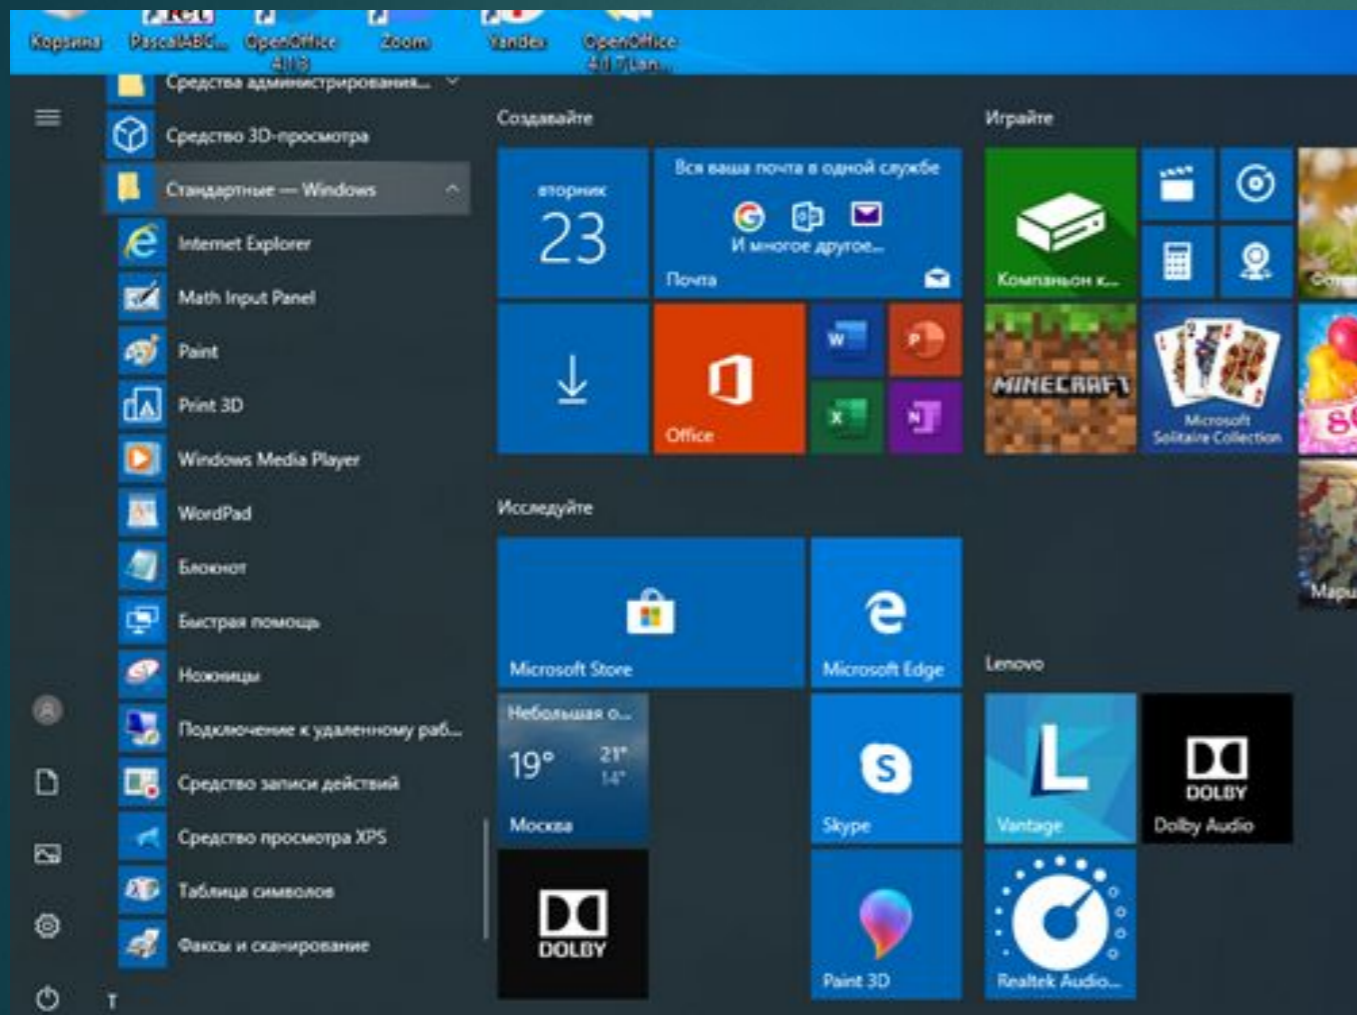 Корзина
PascalABC...
OpenOffice
4.1.3
Zoom
Yandex
OpenOffice
4.1.7 Lan...
Средства администрирования...
Средство 3D-просмотра
Стандартные — Windows
Internet Explorer
Math Input Panel
Paint
Print 3D
Windows Media Player
WordPad
Блокнот
Быстрая помощь
Ножницы
Подключение к удаленному раб...
Средство записи действий
Средство просмотра XPS
Таблица символов
Факсы и сканирование
Т
Создавайте
вторник
23
Вся ваша почта в одной службе
И многое другое...
Почта
Office
Исследуйте
Microsoft Store
Microsoft Edge
Небольшая о...
19°
21°
14°
Москва
Skype
DOLBY
Paint 3D
Играйте
Компаньон к...
MINECRAFT
Microsoft
Solitaire Collection
Lenovo
Vantage
DOLBY
Dolby Audio
Realtek Audio...